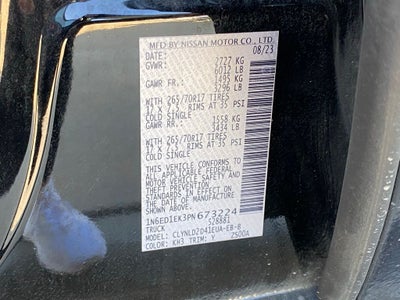 MFD BY NISSAN MOTOR CO., LTD.
DATE: 08/23
GVWR: 2727 KG
6012 LB
GAWR FR: 1495 KG
3296 LB
WITH 265/70R17 TIRES
17 X 7.5 RIMS AT 35 PSI
COLD SINGLE
GAWR RR: 1558 KG
3434 LB
WITH 265/70R17 TIRES
17 X 7.5 RIMS AT 35 PSI
COLD SINGLE
THIS VEHICLE CONFORMS TO ALL
APPLICABLE FEDERAL
MOTOR VEHICLE SAFETY
STANDARDS IN EFFECT ON THE
DATE OF MANUFACTURE
SHOWN ABOVE.
1N6ED1EK3PN673224
TRUCK 528881
MODEL: CLYNLD2D41EUA-EB-B
COLOR: KH3 TRIM: Y 2500A